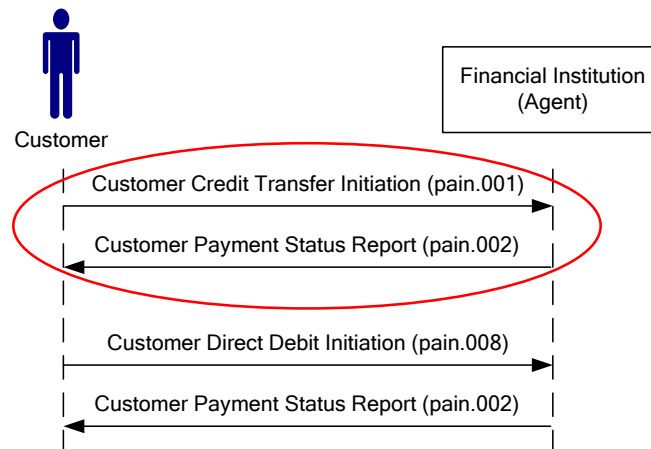 Financial Institution
(Agent)
Customer
Customer Credit Transfer Initiation (pain.001)
Customer Payment Status Report (pain.002)
Customer Direct Debit Initiation (pain.008)
Customer Payment Status Report (pain.002)